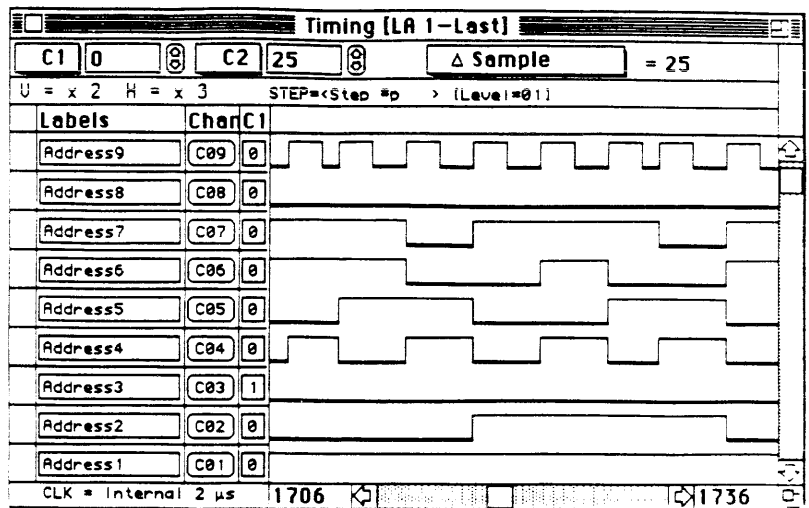 Timing [LA 1-Last]
C1 0 C2 25 Δ Sample = 25
V = x 2 H = x 3 STEP=<Step #p > [Level=01]
Labels Chan C1
Address9 C09 0
Address8 C08 0
Address7 C07 0
Address6 C06 0
Address5 C05 0
Address4 C04 0
Address3 C03 1
Address2 C02 0
Address1 C01 0
CLK = Internal 2 µs 1706 1736